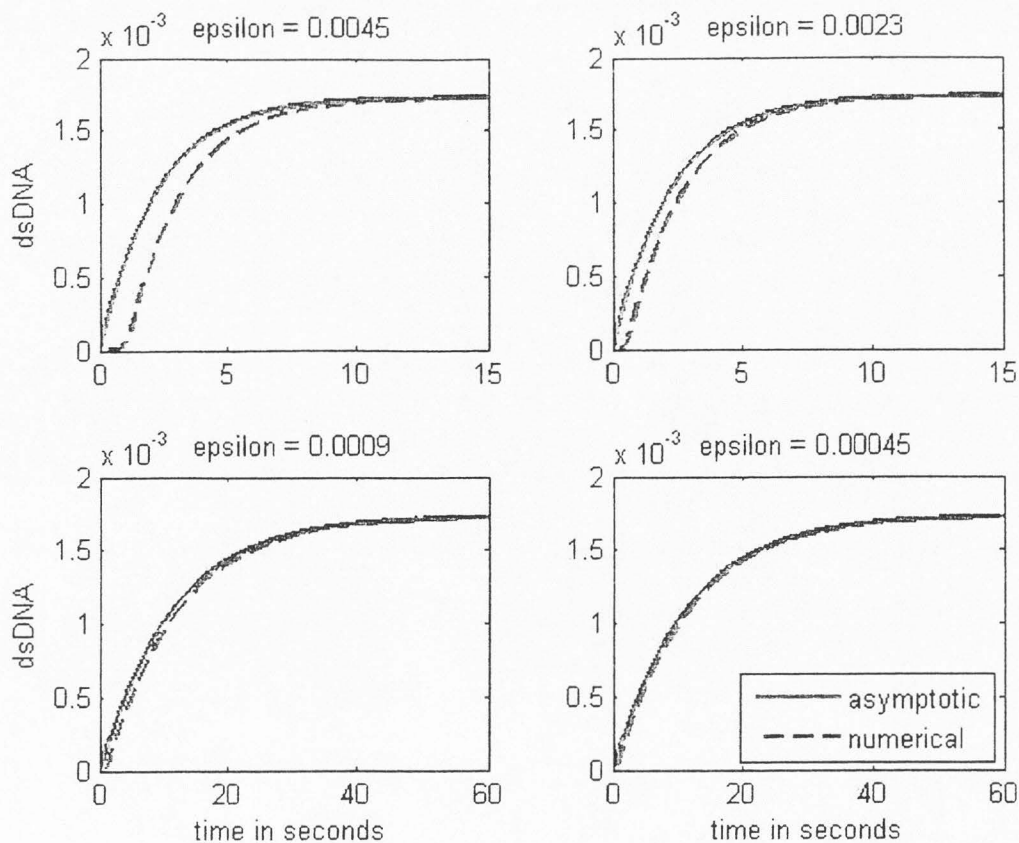 x 10^-3 epsilon = 0.0045
2
1.5
1
0.5
0
dsDNA
0 5 10 15
x 10^-3 epsilon = 0.0023
2
1.5
1
0.5
0
0 5 10 15
x 10^-3 epsilon = 0.0009
2
1.5
1
0.5
0
dsDNA
0 20 40 60
time in seconds
x 10^-3 epsilon = 0.00045
2
1.5
1
0.5
0
asymptotic
numerical
0 20 40 60
time in seconds